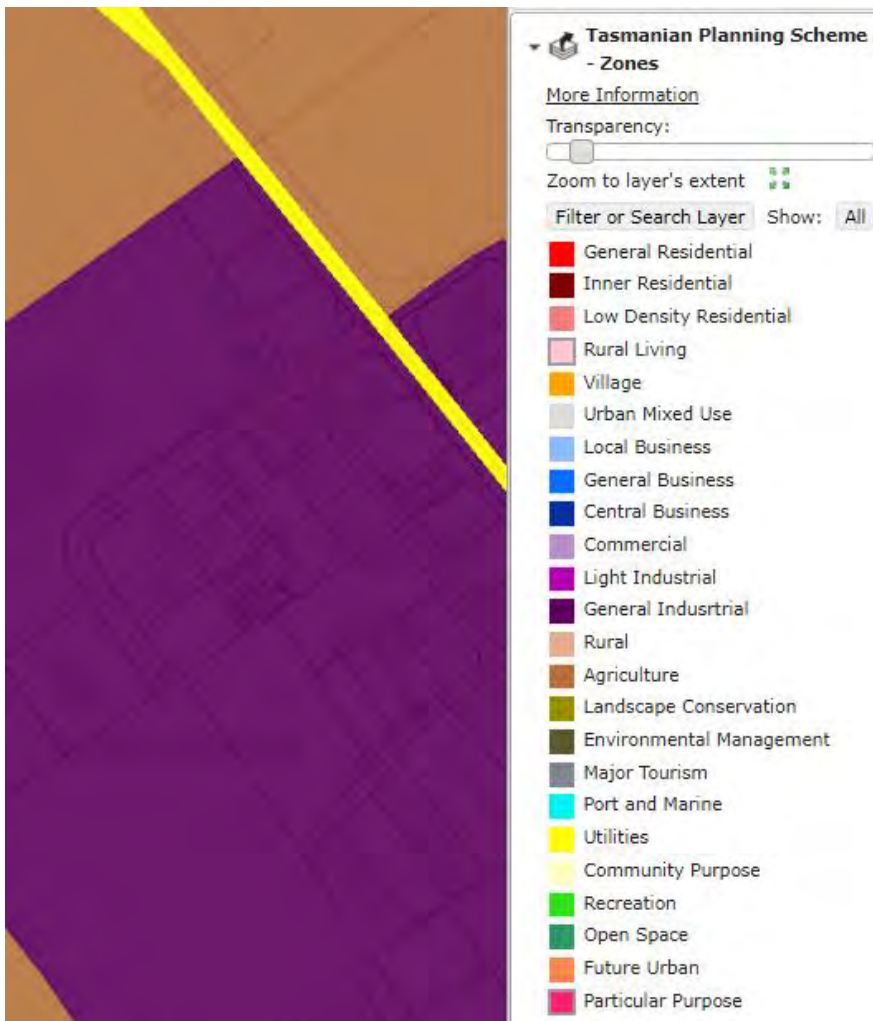 Tasmanian Planning Scheme
- Zones
More Information
Transparency:
Zoom to layer's extent
Filter or Search Layer Show: All
General Residential
Inner Residential
Low Density Residential
Rural Living
Village
Urban Mixed Use
Local Business
General Business
Central Business
Commercial
Light Industrial
General Indusrtrial
Rural
Agriculture
Landscape Conservation
Environmental Management
Major Tourism
Port and Marine
Utilities
Community Purpose
Recreation
Open Space
Future Urban
Particular Purpose